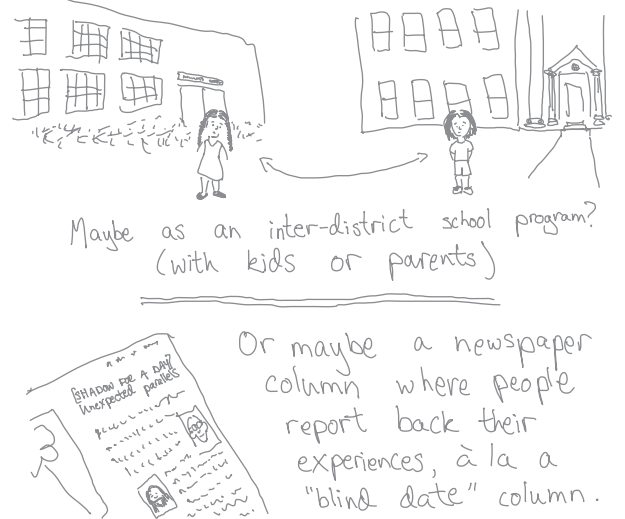 Maybe as an inter-district school program?
(with kids or parents)
Or maybe a newspaper
column where people
report back their
experiences, à la a
"blind date" column.
[SHADOW FOR A DAY]
Unexpected parallels